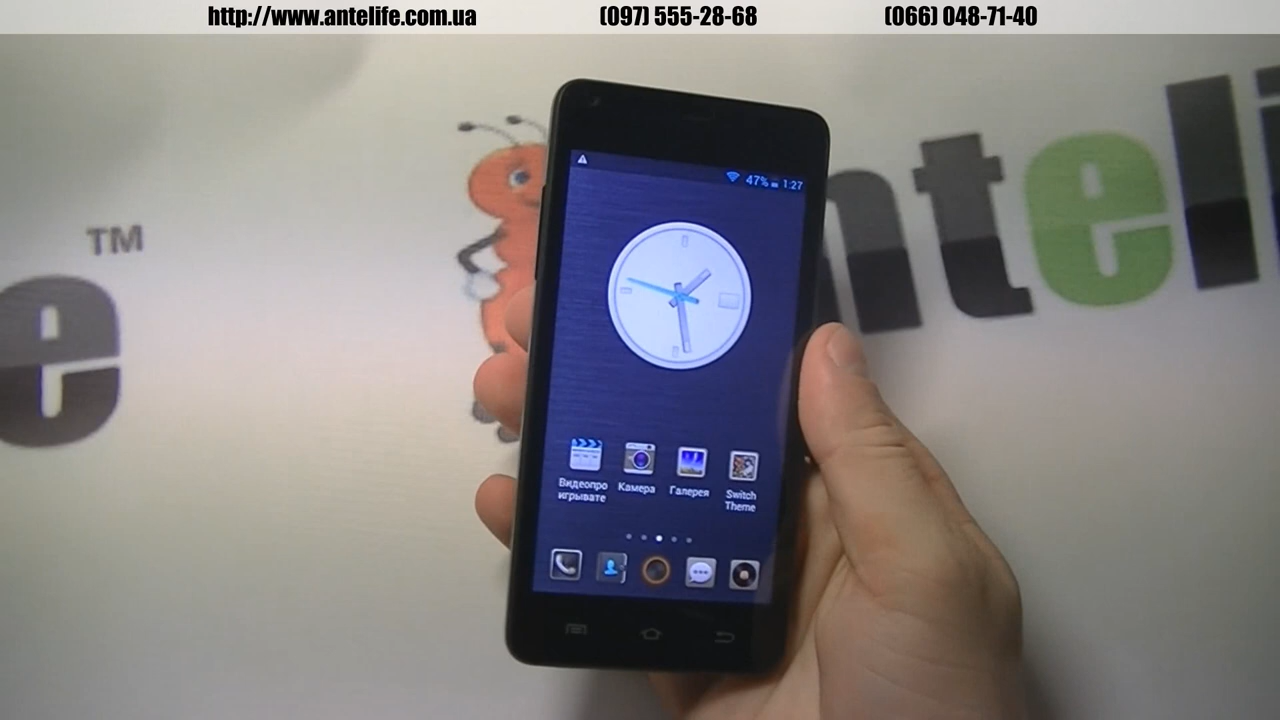 http://www.antelife.com.ua (097) 555-28-68 (066) 048-71-40
TM
e
nteli
47% 1:27
Видеопро
игрывате
Камера
Галерея
Switch
Theme